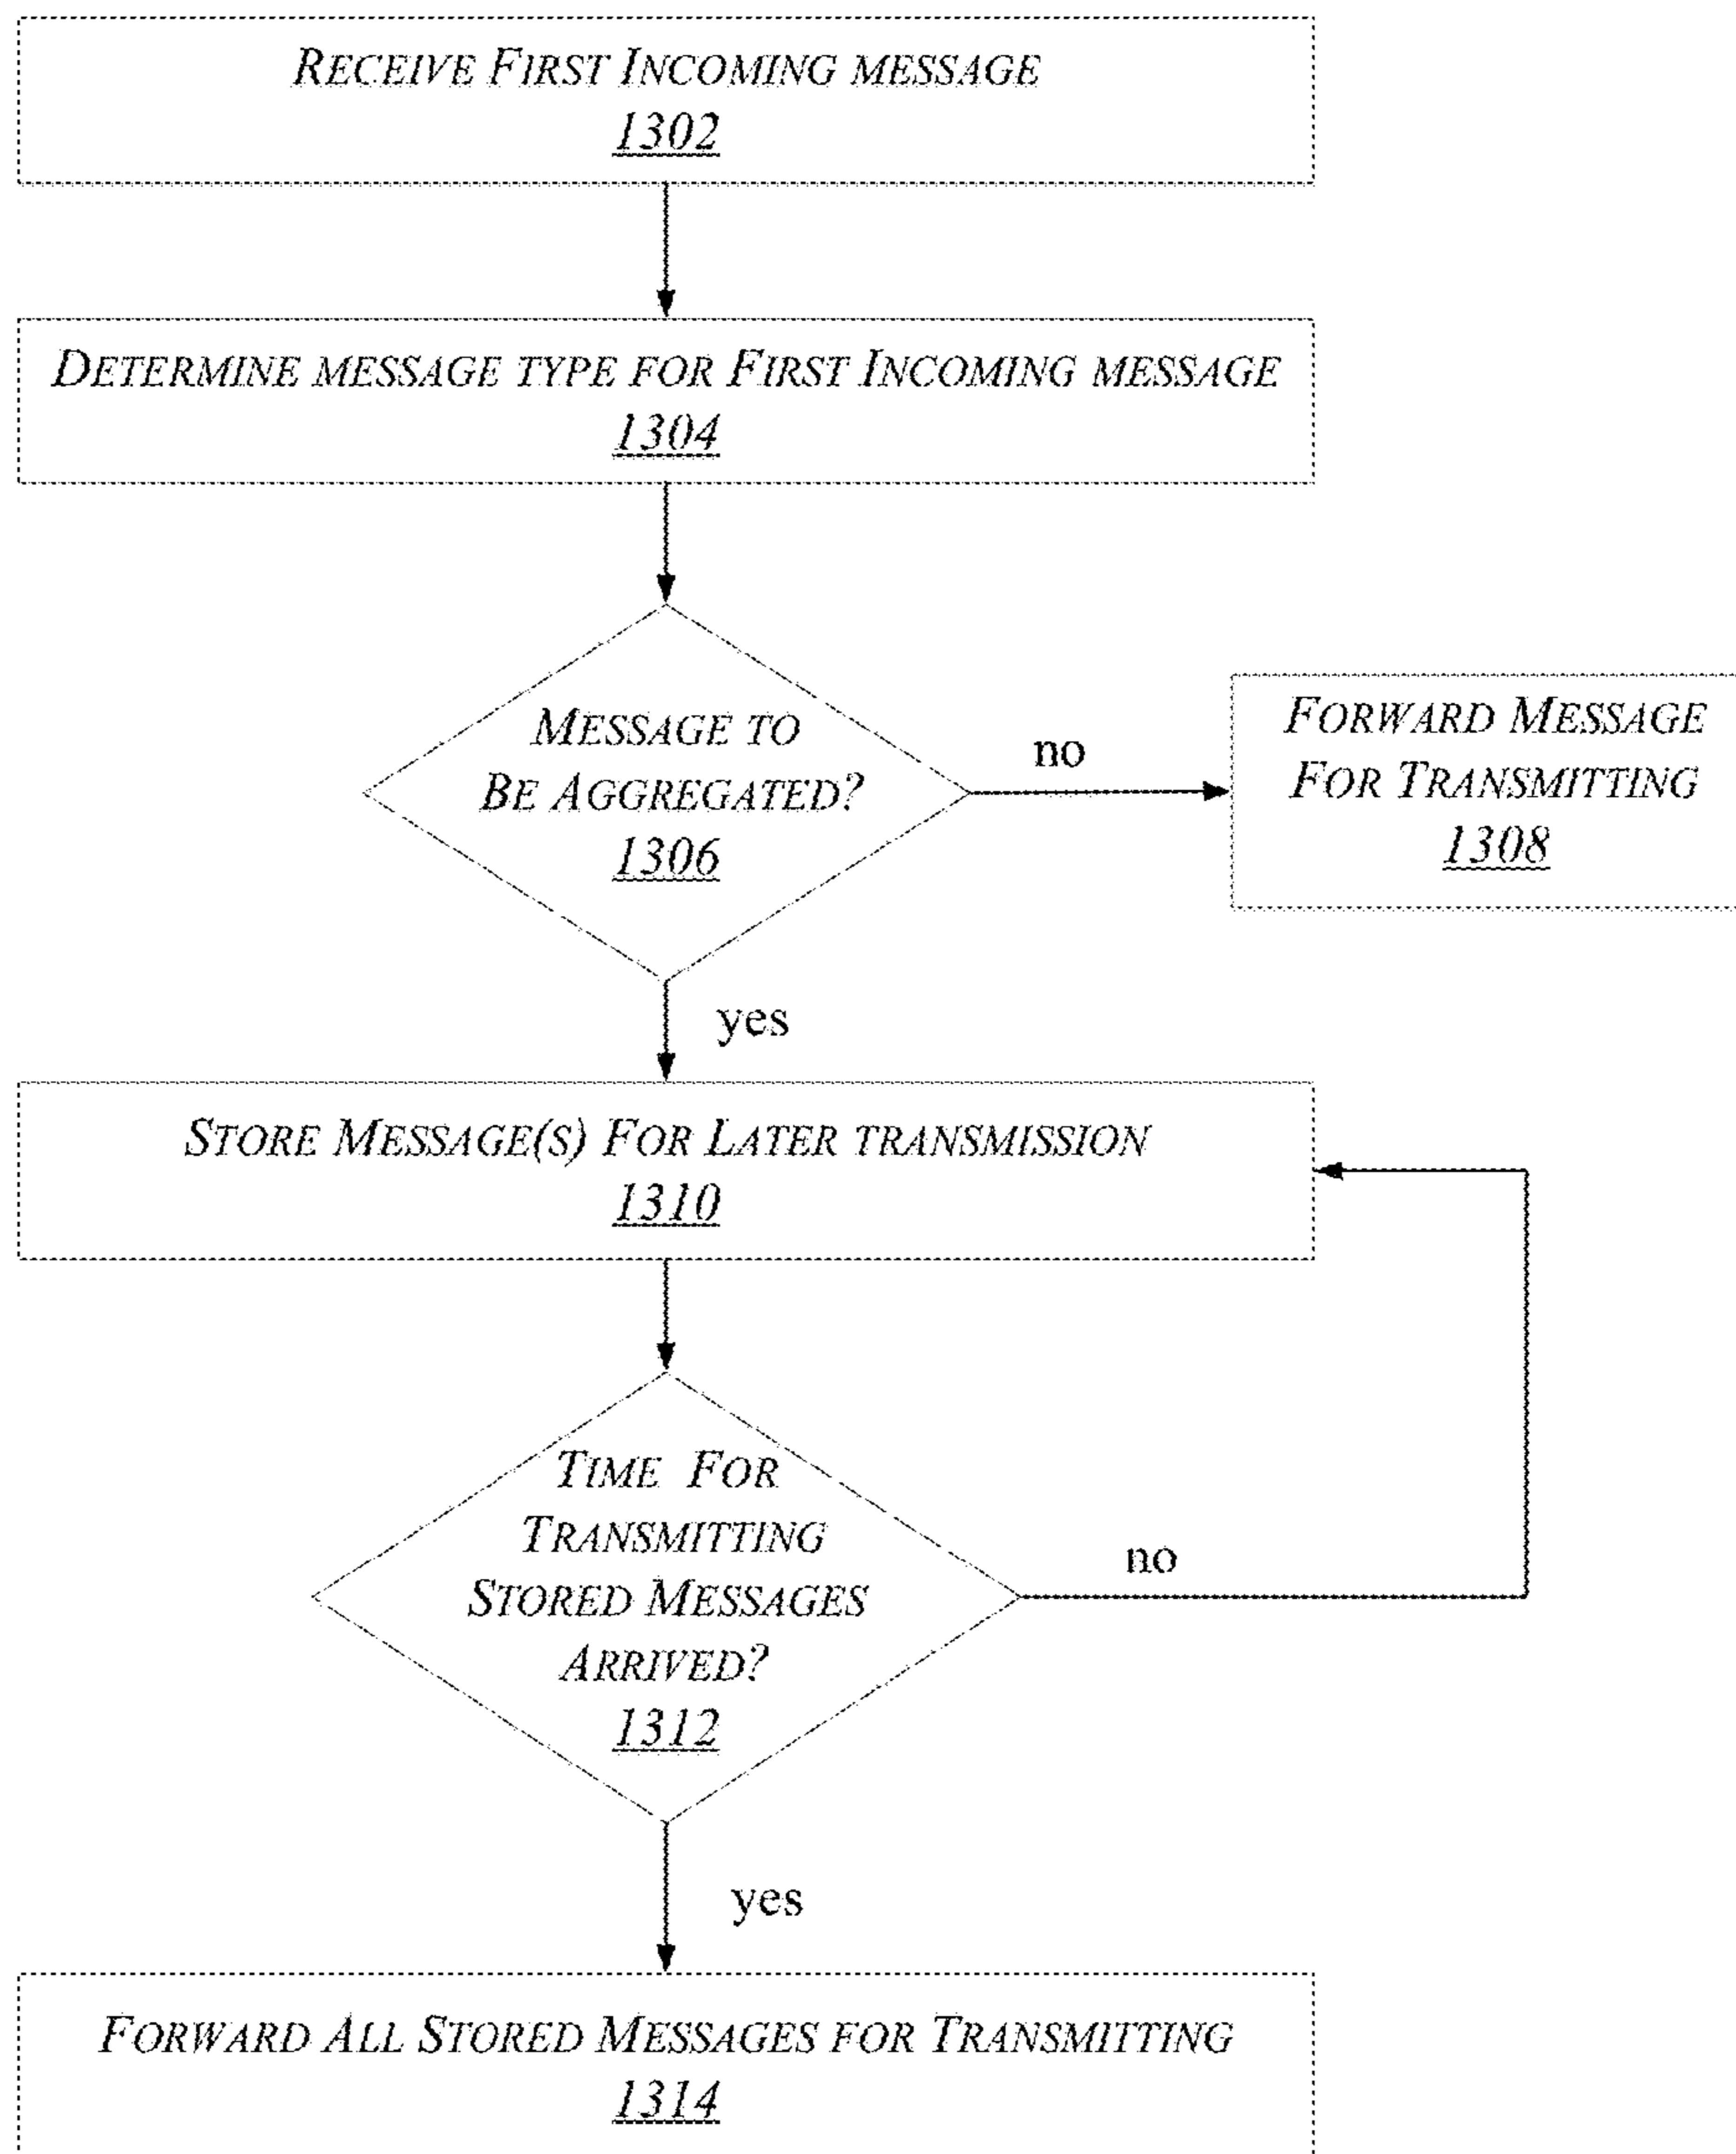 RECEIVE FIRST INCOMING MESSAGE
1302
DETERMINE MESSAGE TYPE FOR FIRST INCOMING MESSAGE
1304
MESSAGE TO
BE AGGREGATED?
1306
no
FORWARD MESSAGE
FOR TRANSMITTING
1308
yes
STORE MESSAGE(S) FOR LATER TRANSMISSION
1310
TIME FOR
TRANSMITTING
STORED MESSAGES
ARRIVED?
1312
no
yes
FORWARD ALL STORED MESSAGES FOR TRANSMITTING
1314